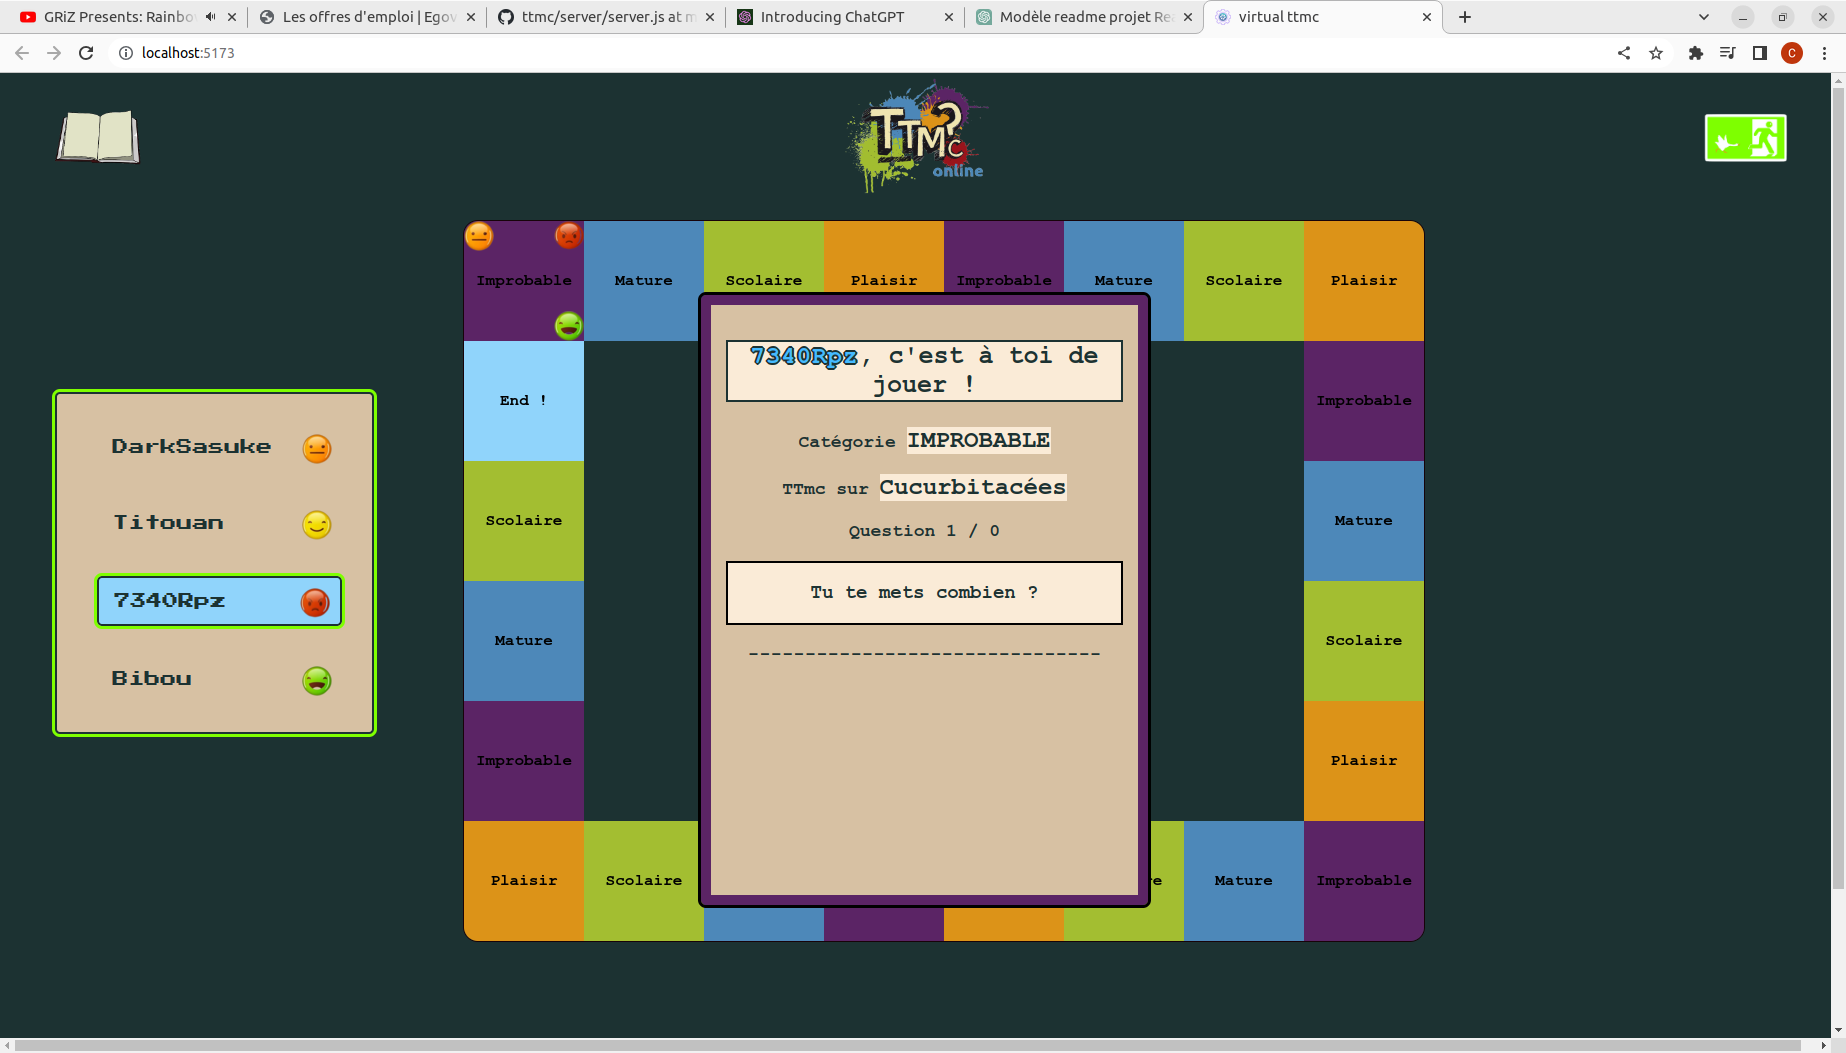 GRiZ Presents: Rainbo
Les offres d'emploi | Egov
ttmc/server/server.js at m
Introducing ChatGPT
Modèle readme projet Rea
virtual ttmc
localhost:5173
C
TTMC?
online
Improbable
Mature
Scolaire
Plaisir
Improbable
Mature
Scolaire
Plaisir
7340Rpz, c'est à toi de
jouer !
Catégorie IMPROBABLE
TTmc sur Cucurbitacées
Question 1 / 0
Tu te mets combien ?
-------------------------------
DarkSasuke
Titouan
7340Rpz
Bibou
End !
Scolaire
Mature
Improbable
Improbable
Mature
Scolaire
Plaisir
Plaisir
Scolaire
Mature
Improbable